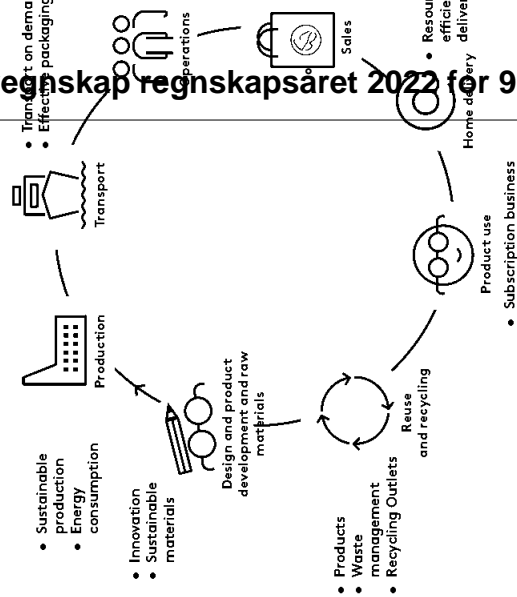 egnskap regnskapsåret 2022 for 9
Transport on dema
Effective packaging
Operations
Sales
Resour
efficie
deliver
Home delivery
Transport
Product use
Subscription business
Production
Design and product
development and raw
materials
Reuse
and recycling
Sustainable
production
Energy
consumption
Innovation
Sustainable
materials
Products
Waste
management
Recycling Outlets